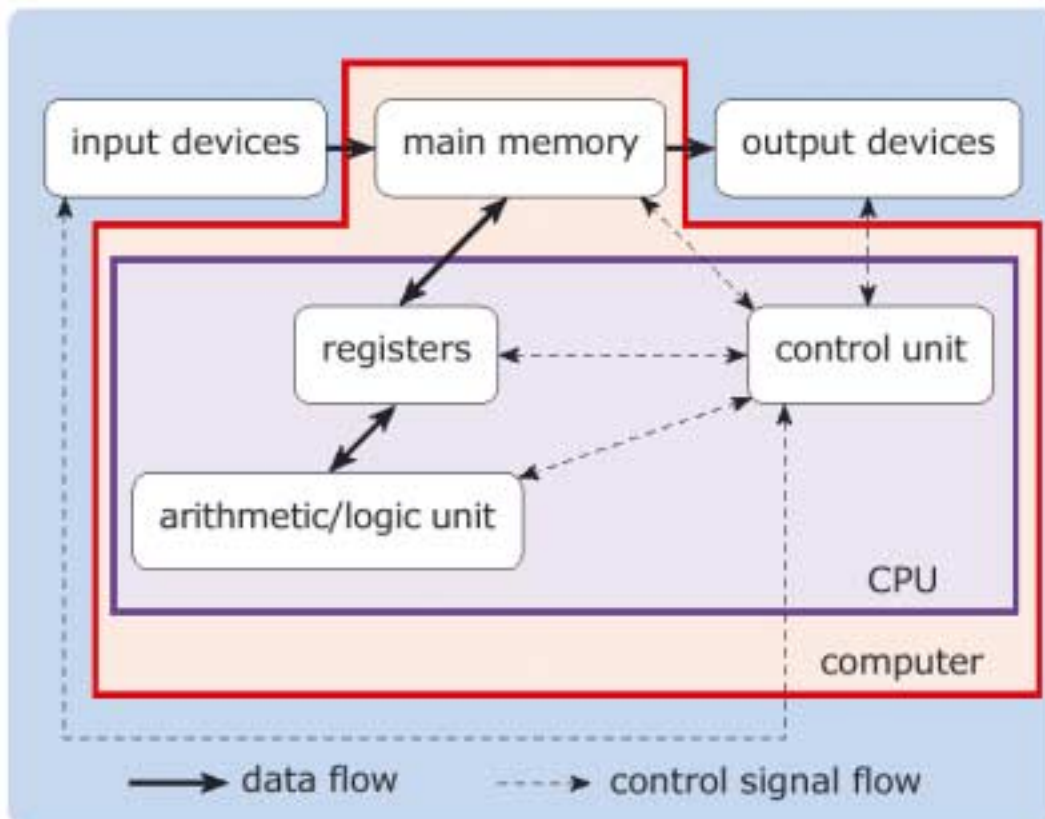 input devices
main memory
output devices
registers
control unit
arithmetic/logic unit
CPU
computer
data flow
control signal flow